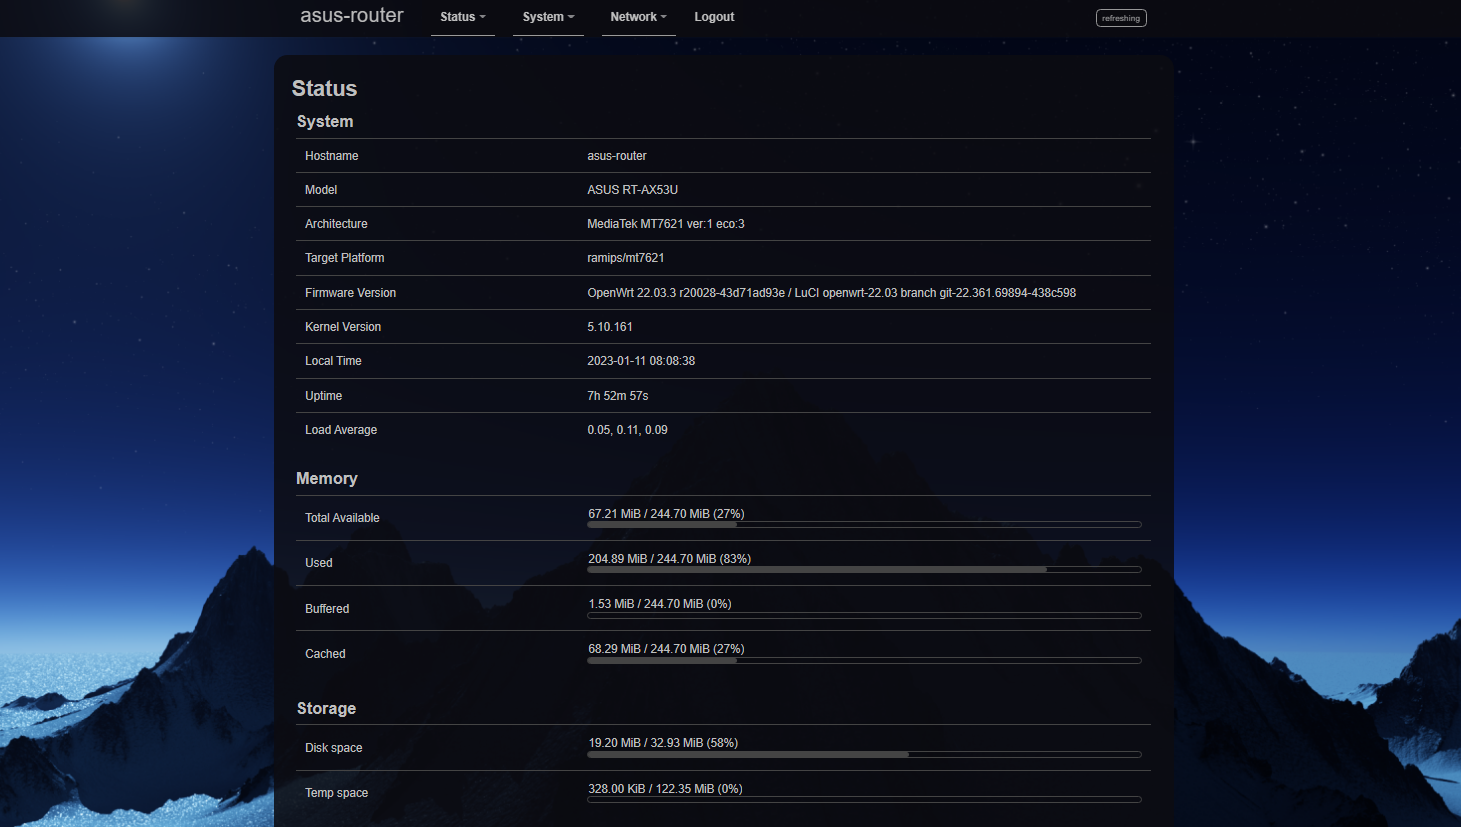 asus-router Status System Network Logout refreshing
Status
System
Hostname asus-router
Model ASUS RT-AX53U
Architecture MediaTek MT7621 ver:1 eco:3
Target Platform ramips/mt7621
Firmware Version OpenWrt 22.03.3 r20028-43d71ad93e / LuCI openwrt-22.03 branch git-22.361.69894-438c598
Kernel Version 5.10.161
Local Time 2023-01-11 08:08:38
Uptime 7h 52m 57s
Load Average 0.05, 0.11, 0.09
Memory
Total Available 67.21 MiB / 244.70 MiB (27%)
Used 204.89 MiB / 244.70 MiB (83%)
Buffered 1.53 MiB / 244.70 MiB (0%)
Cached 68.29 MiB / 244.70 MiB (27%)
Storage
Disk space 19.20 MiB / 32.93 MiB (58%)
Temp space 328.00 KiB / 122.35 MiB (0%)